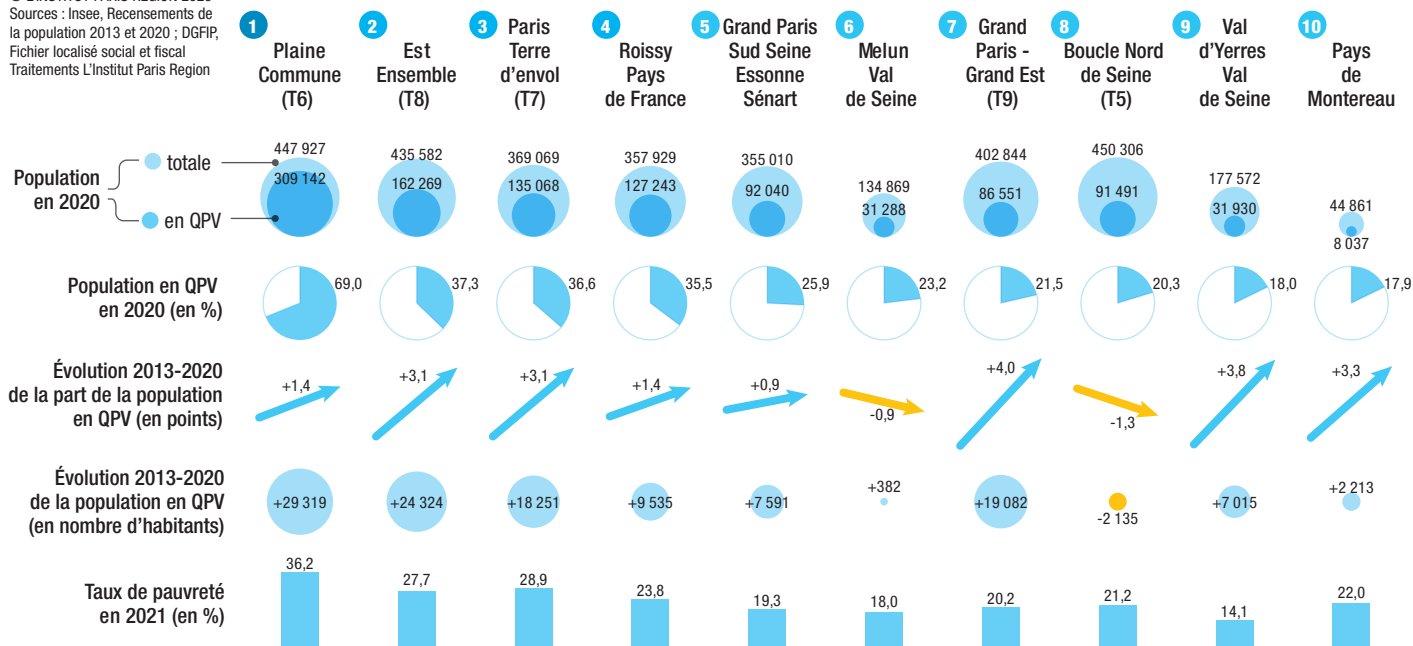 Sources : Insee, Recensements de
la population 2013 et 2020 ; DGFIP,
Fichier localisé social et fiscal
Traitements L'Institut Paris Region
1
Plaine
Commune
(T6)
2
Est
Ensemble
(T8)
3
Paris
Terre
d'envol
(T7)
4
Roissy
Pays
de France
5
Grand Paris
Sud Seine
Essonne
Sénart
6
Melun
Val
de Seine
7
Grand
Paris -
Grand Est
(T9)
8
Boucle Nord
de Seine
(T5)
9
Val
d'Yerres
Val
de Seine
10
Pays
de
Montereau
Population
en 2020
totale
en QPV
447 927
309 142
435 582
162 269
369 069
135 068
357 929
127 243
355 010
92 040
134 869
31 288
402 844
86 551
450 306
91 491
177 572
31 930
44 861
8 037
Population en QPV
en 2020 (en %)
69,0
37,3
36,6
35,5
25,9
23,2
21,5
20,3
18,0
17,9
Évolution 2013-2020
de la part de la population
en QPV (en points)
+1,4
+3,1
+3,1
+1,4
+0,9
-0,9
+4,0
-1,3
+3,8
+3,3
Évolution 2013-2020
de la population en QPV
(en nombre d'habitants)
+29 319
+24 324
+18 251
+9 535
+7 591
+382
+19 082
-2 135
+7 015
+2 213
Taux de pauvreté
en 2021 (en %)
36,2
27,7
28,9
23,8
19,3
18,0
20,2
21,2
14,1
22,0